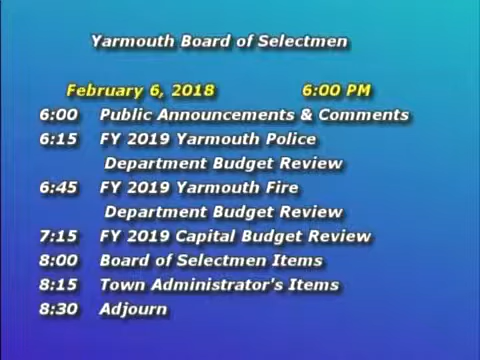 Yarmouth Board of Selectmen
February 6, 2018 6:00 PM
6:00 Public Announcements & Comments
6:15 FY 2019 Yarmouth Police
Department Budget Review
6:45 FY 2019 Yarmouth Fire
Department Budget Review
7:15 FY 2019 Capital Budget Review
8:00 Board of Selectmen Items
8:15 Town Administrator's Items
8:30 Adjourn